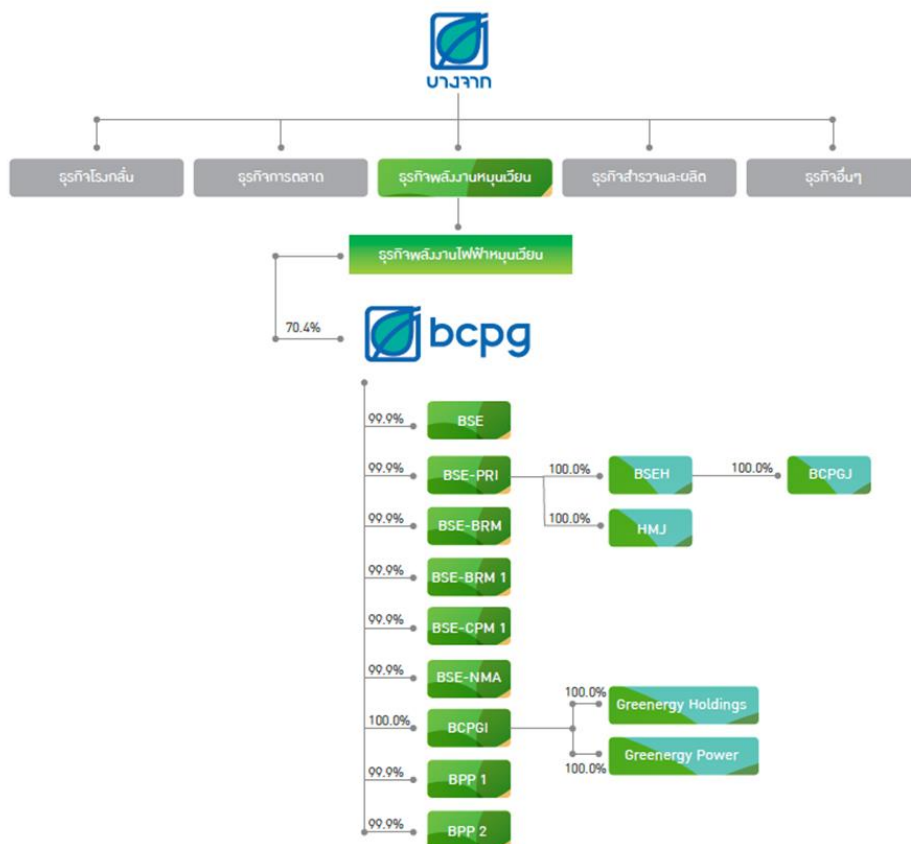 บางจาก
ธุรกิจโรงกลั่น
ธุรกิจการตลาด
ธุรกิจพลังงานหมุนเวียน
ธุรกิจสำรวจและผลิต
ธุรกิจอื่นๆ
ธุรกิจพลังงานไฟฟ้าหมุนเวียน
70.4%
bcpg
99.9%
BSE
99.9%
BSE-PRI
100.0%
BSEH
100.0%
BCPGJ
100.0%
HMJ
99.9%
BSE-BRM
99.9%
BSE-BRM 1
99.9%
BSE-CPM 1
99.9%
BSE-NMA
100.0%
BCPGI
100.0%
Greenergy Holdings
100.0%
Greenergy Power
99.9%
BPP 1
99.9%
BPP 2